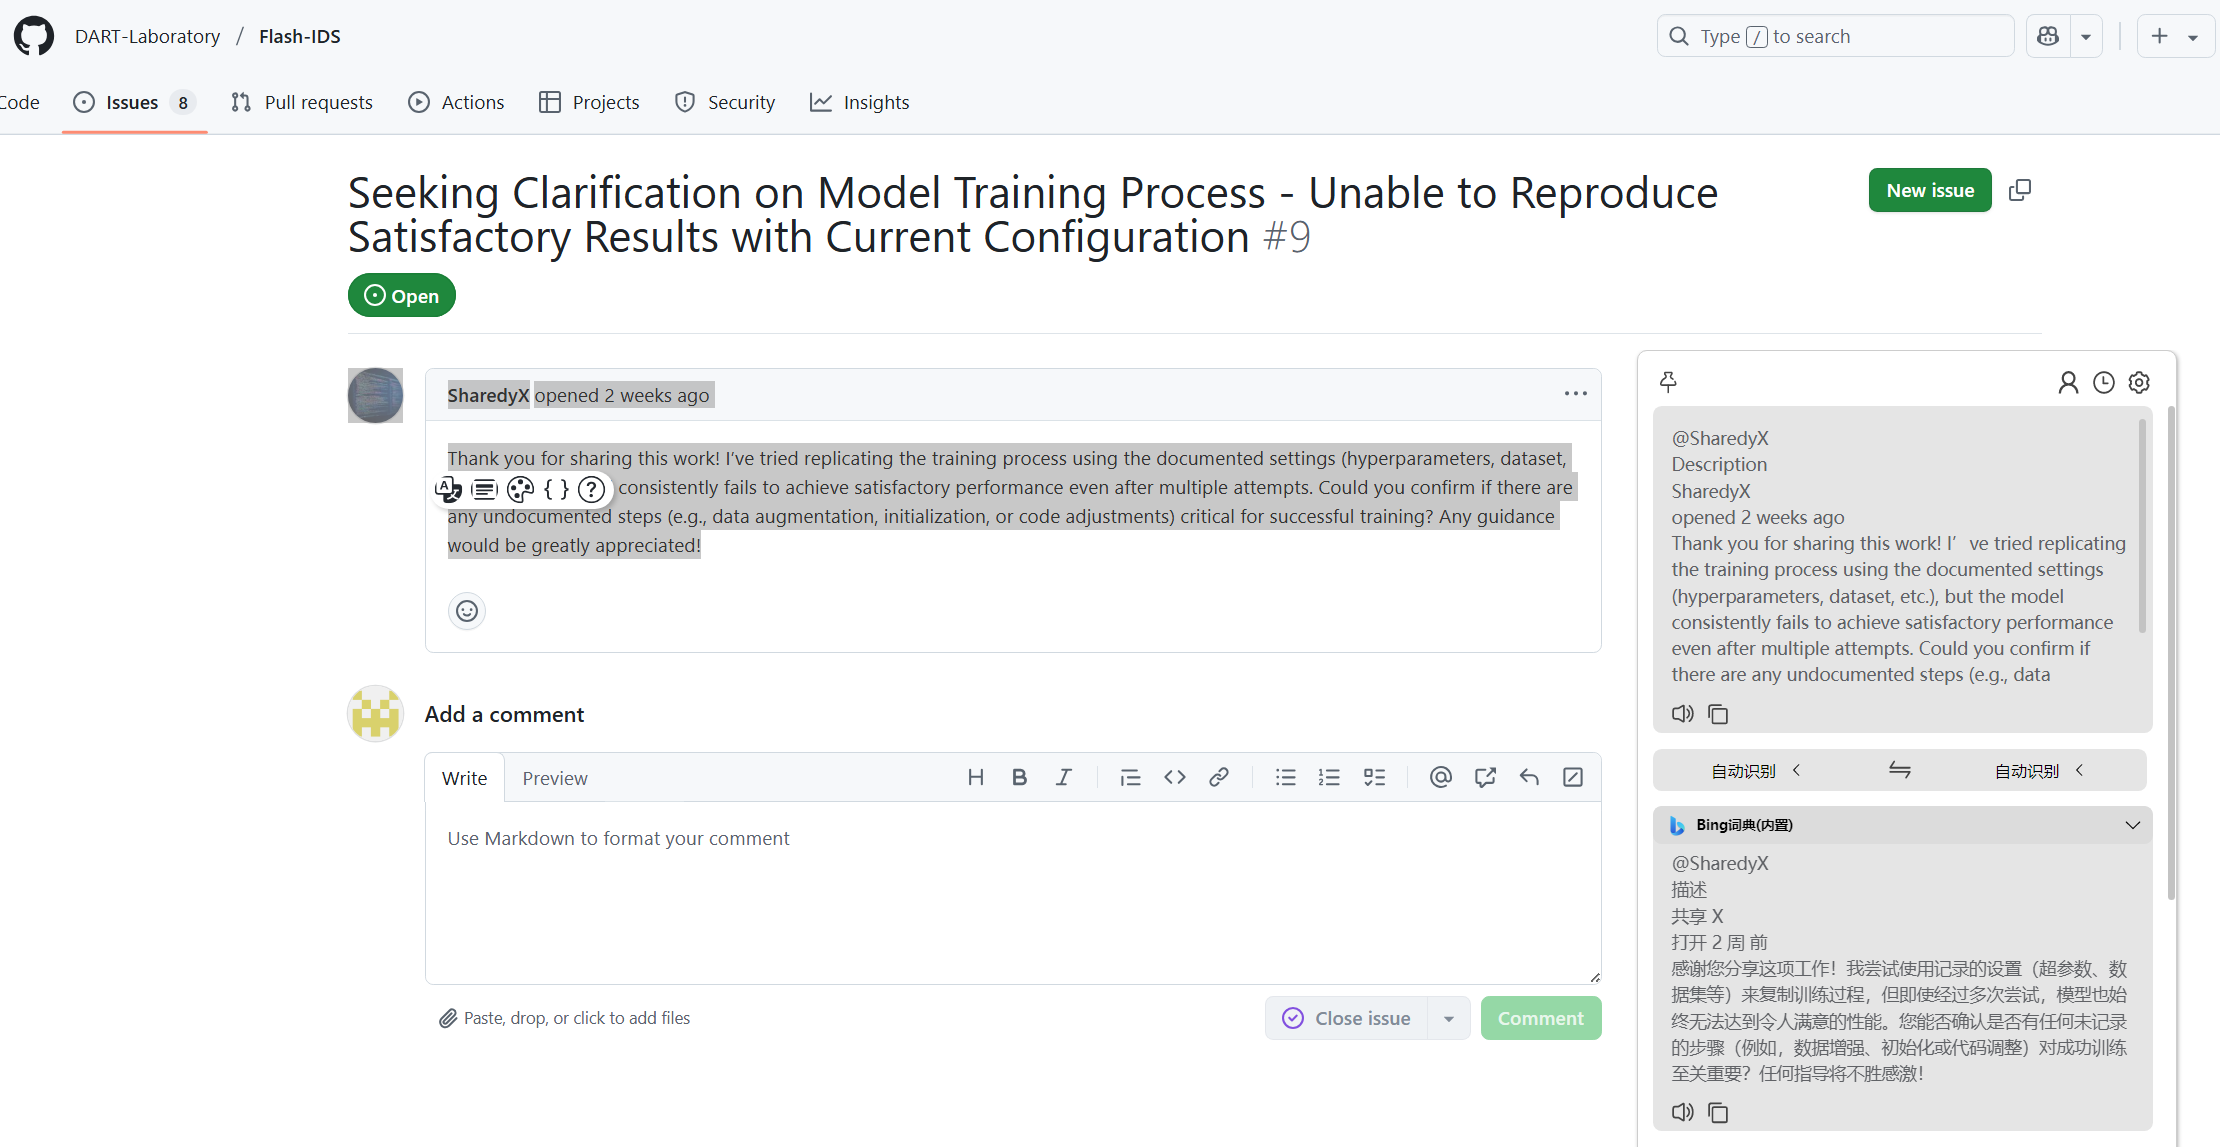 DART-Laboratory / Flash-IDS
Type / to search
Code
Issues 8
Pull requests
Actions
Projects
Security
Insights
Seeking Clarification on Model Training Process - Unable to Reproduce
Satisfactory Results with Current Configuration #9
New issue
Open
SharedyX opened 2 weeks ago
Thank you for sharing this work! I’ve tried replicating the training process using the documented settings (hyperparameters, dataset,
consistently fails to achieve satisfactory performance even after multiple attempts. Could you confirm if there are
any undocumented steps (e.g., data augmentation, initialization, or code adjustments) critical for successful training? Any guidance
would be greatly appreciated!
Add a comment
Write
Preview
Use Markdown to format your comment
Paste, drop, or click to add files
Close issue
Comment
@SharedyX
Description
SharedyX
opened 2 weeks ago
Thank you for sharing this work! I’ve tried replicating
the training process using the documented settings
(hyperparameters, dataset, etc.), but the model
consistently fails to achieve satisfactory performance
even after multiple attempts. Could you confirm if
there are any undocumented steps (e.g., data
自动识别
自动识别
Bing词典(内置)
@SharedyX
描述
共享 X
打开 2 周 前
感谢您分享这项工作！我尝试使用记录的设置（超参数、数
据集等）来复制训练过程，但即使经过多次尝试，模型也始
终无法达到令人满意的性能。您能否确认是否有任何未记录
的步骤（例如，数据增强、初始化或代码调整）对成功训练
至关重要？任何指导将不胜感激！